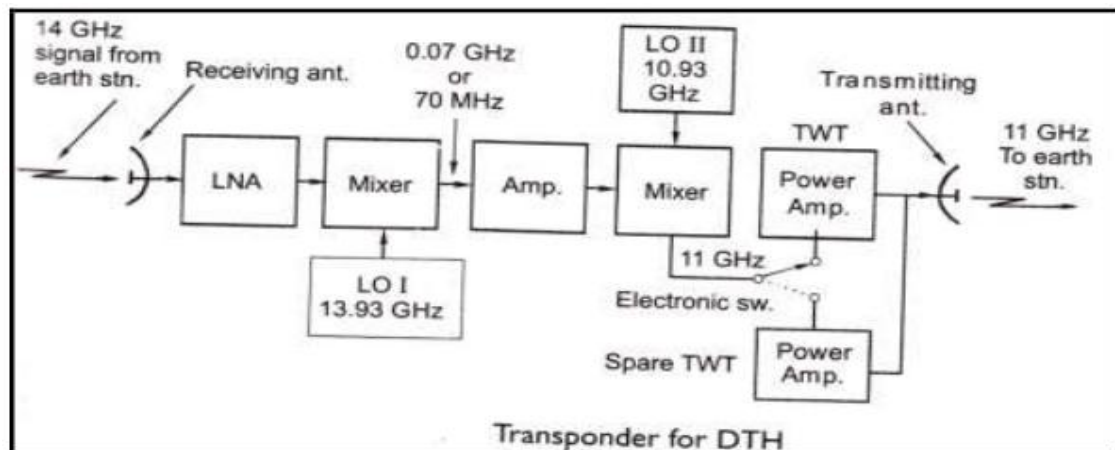 14 GHz
signal from
earth stn.
Receiving ant.
0.07 GHz
or
70 MHz
LO II
10.93
GHz
Transmitting
ant.
11 GHz
To earth
stn.
TWT
LNA
Mixer
Amp.
Mixer
Power
Amp.
LO I
13.93 GHz
11 GHz
Electronic sw.
Spare TWT
Power
Amp.
Transponder for DTH